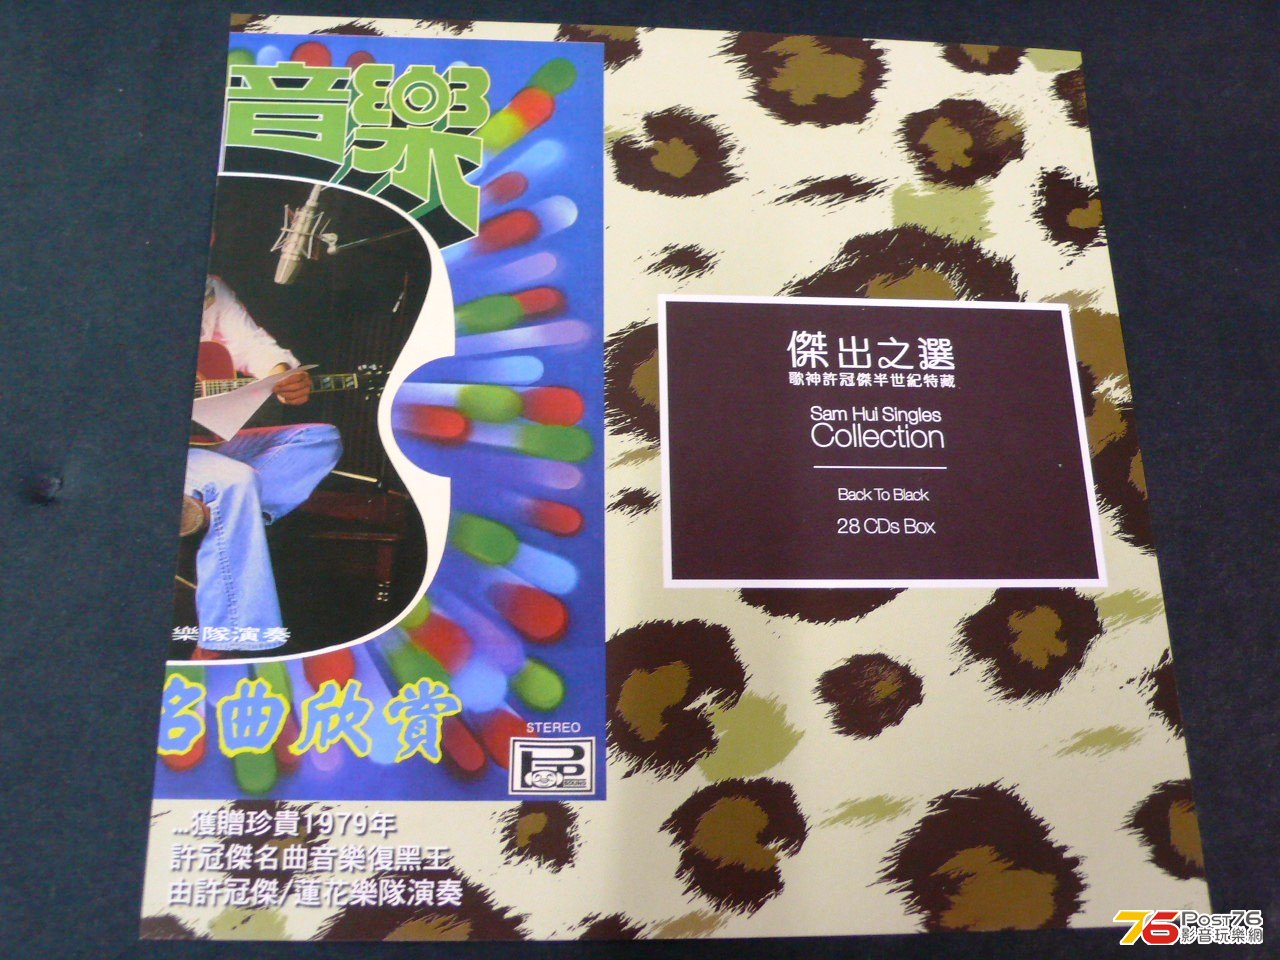 音樂
樂隊演奏
名曲欣賞
STEREO
SOUND
...獲贈珍貴1979年
許冠傑名曲音樂復黑王
由許冠傑/蓮花樂隊演奏
傑出之選
歌神許冠傑半世紀特藏
Sam Hui Singles
Collection
Back To Black
28 CDs Box
76 Post76
影音玩樂網